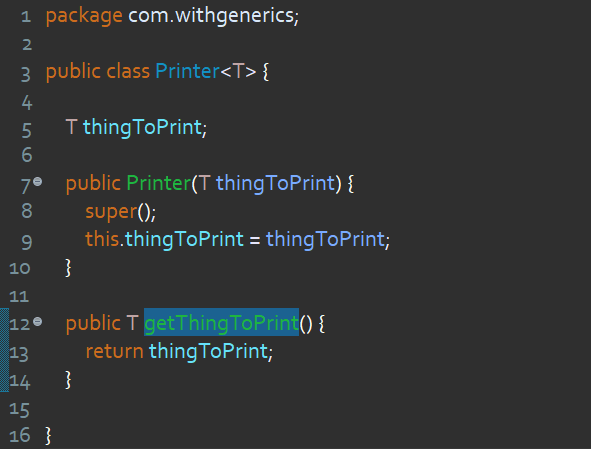 1 package com.withgenerics;
2
3 public class Printer<T> {
4
5 T thingToPrint;
6
7 public Printer(T thingToPrint) {
8 super();
9 this.thingToPrint = thingToPrint;
10 }
11
12 public T getThingToPrint() {
13 return thingToPrint;
14 }
15
16 }